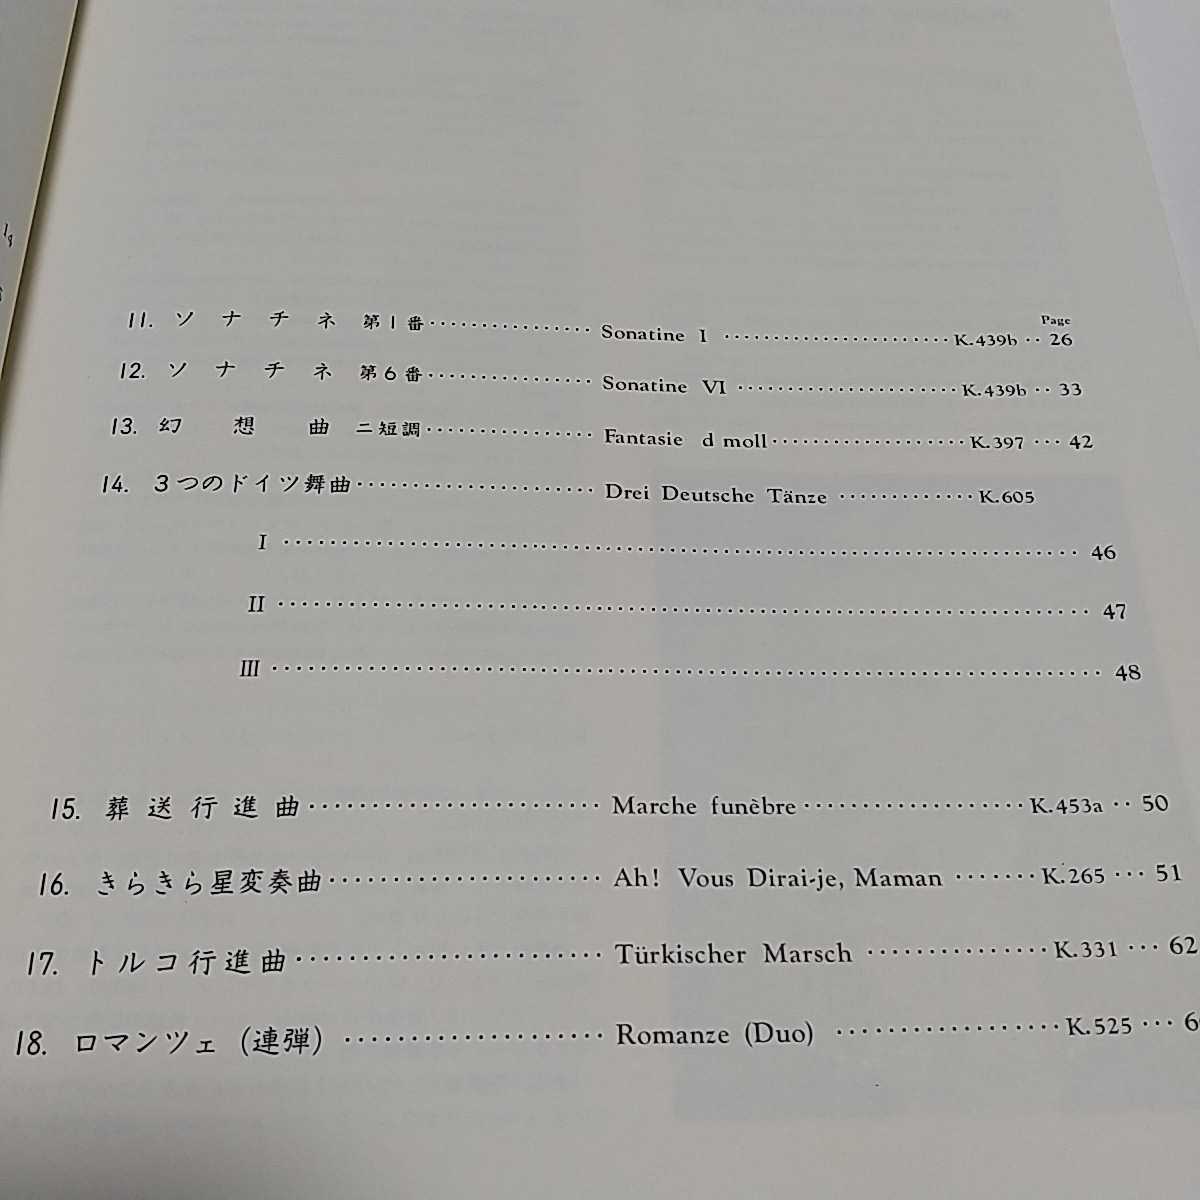 Page
11. ソナチネ 第1番 ‥‥‥‥‥‥‥‥ Sonatine I ‥‥‥‥‥‥‥‥‥‥‥ K.439b ‥ 26
12. ソナチネ 第6番 ‥‥‥‥‥‥‥‥ Sonatine VI ‥‥‥‥‥‥‥‥‥‥‥ K.439b ‥ 33
13. 幻想曲 ニ短調 ‥‥‥‥‥‥‥‥ Fantasie d moll ‥‥‥‥‥‥‥‥‥ K.397 ‥ 42
14. 3つのドイツ舞曲 ‥‥‥‥‥‥‥‥‥‥‥ Drei Deutsche Tänze ‥‥‥‥‥‥ K.605
I ‥‥‥‥‥‥‥‥‥‥‥‥‥‥‥‥‥‥‥‥ 46
II ‥‥‥‥‥‥‥‥‥‥‥‥‥‥‥‥‥‥‥‥ 47
III ‥‥‥‥‥‥‥‥‥‥‥‥‥‥‥‥‥‥‥‥ 48
15. 葬送行進曲 ‥‥‥‥‥‥‥‥‥‥‥ Marche funèbre ‥‥‥‥‥‥‥‥‥ K.453a ‥ 50
16. きらきら星変奏曲 ‥‥‥‥‥‥‥‥‥‥ Ah! Vous Dirai-je, Maman ‥‥‥ K.265 ‥ 51
17. トルコ行進曲 ‥‥‥‥‥‥‥‥‥‥‥ Türkischer Marsch ‥‥‥‥‥‥‥ K.331 ‥ 62
18. ロマンツェ (連弾) ‥‥‥‥‥‥‥‥‥ Romanze (Duo) ‥‥‥‥‥‥‥‥ K.525 ‥